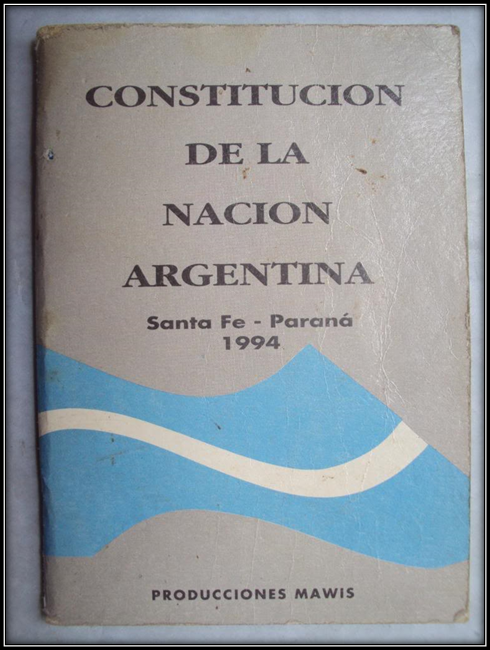 CONSTITUCION
DE LA
NACION
ARGENTINA
Santa Fe - Paraná
1994
PRODUCCIONES MAWIS